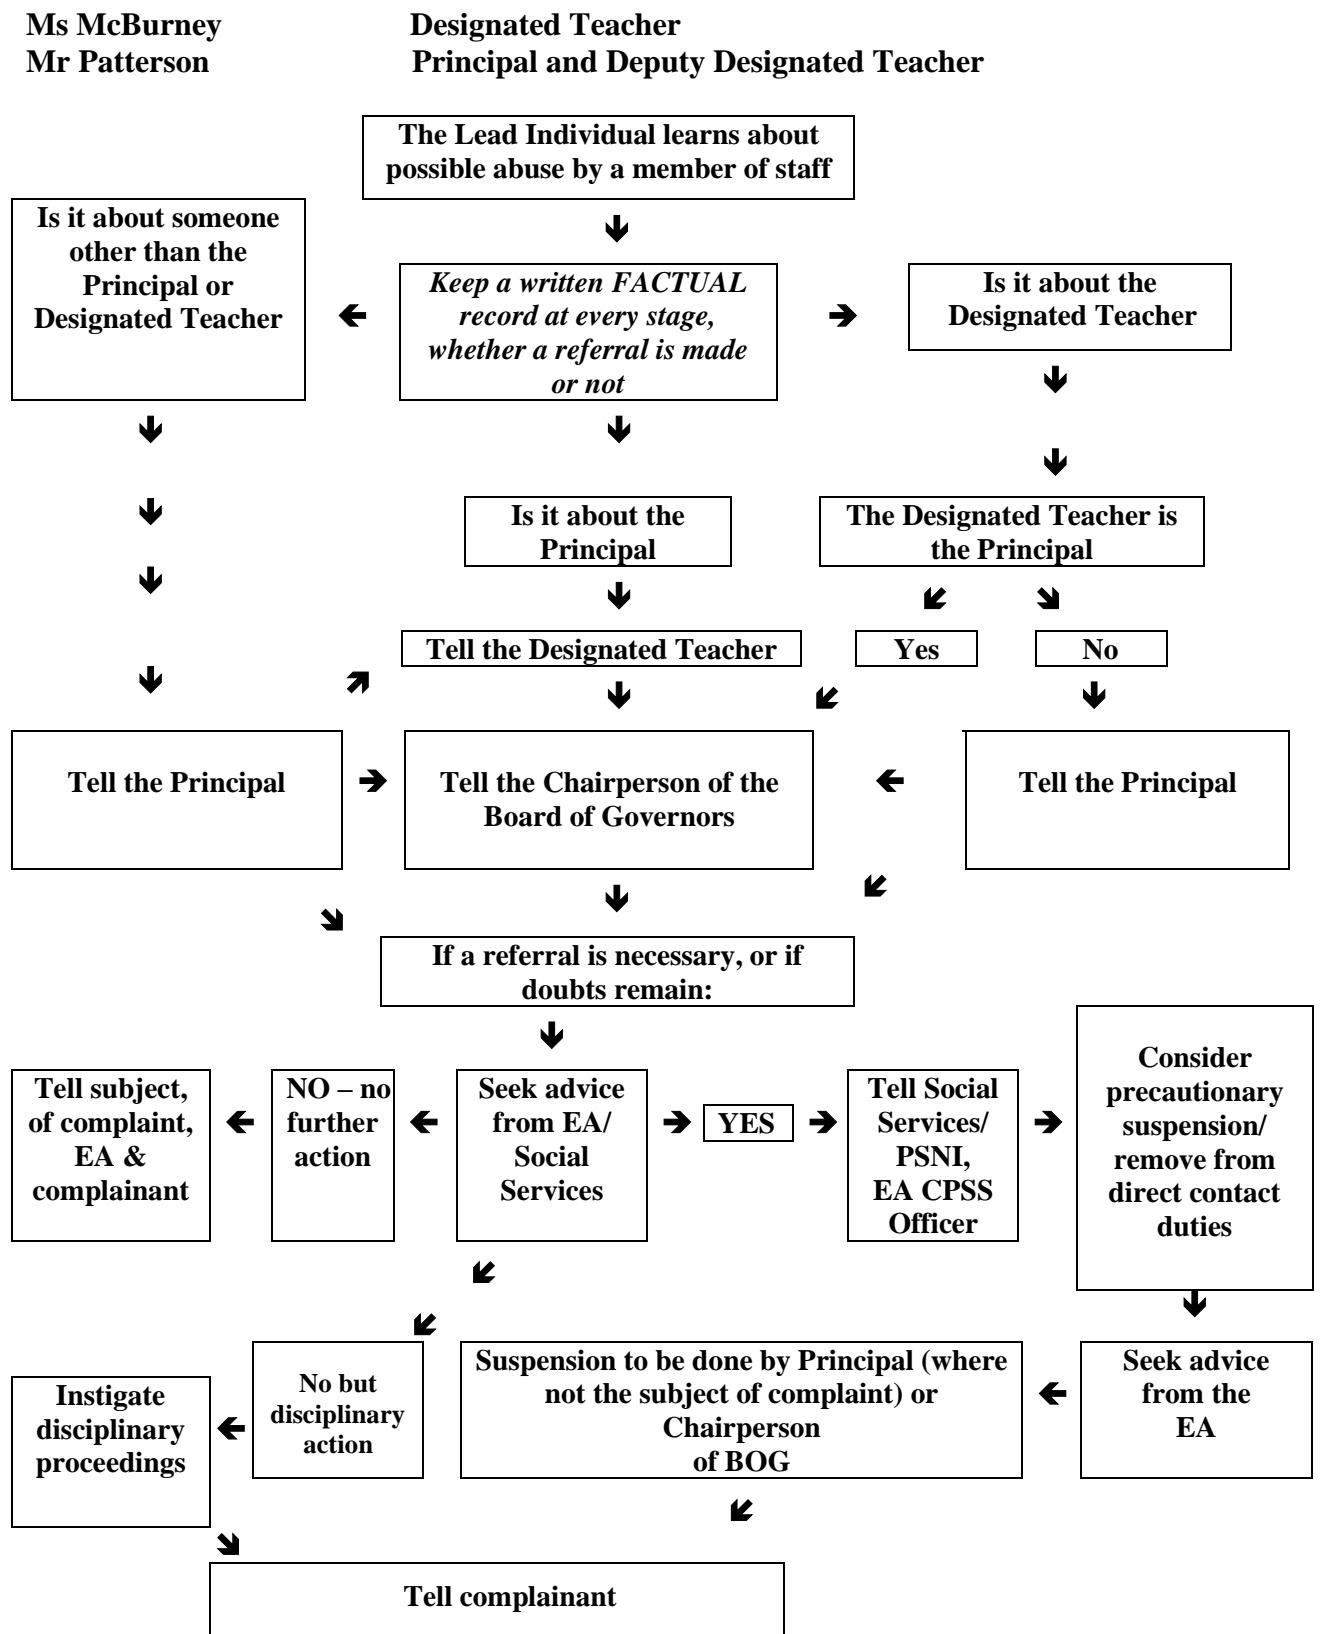 Ms McBurney Designated Teacher
Mr Patterson Principal and Deputy Designated Teacher
The Lead Individual learns about
possible abuse by a member of staff
Is it about someone
other than the
Principal or
Designated Teacher
Keep a written FACTUAL
record at every stage,
whether a referral is made
or not
Is it about the
Designated Teacher
Is it about the
Principal
The Designated Teacher is
the Principal
Tell the Designated Teacher
Yes
No
Tell the Principal
Tell the Chairperson of the
Board of Governors
Tell the Principal
If a referral is necessary, or if
doubts remain:
Tell subject,
of complaint,
EA &
complainant
NO – no
further
action
Seek advice
from EA/
Social
Services
YES
Tell Social
Services/
PSNI,
EA CPSS
Officer
Consider
precautionary
suspension/
remove from
direct contact
duties
Instigate
disciplinary
proceedings
No but
disciplinary
action
Suspension to be done by Principal (where
not the subject of complaint) or
Chairperson
of BOG
Seek advice
from the
EA
Tell complainant